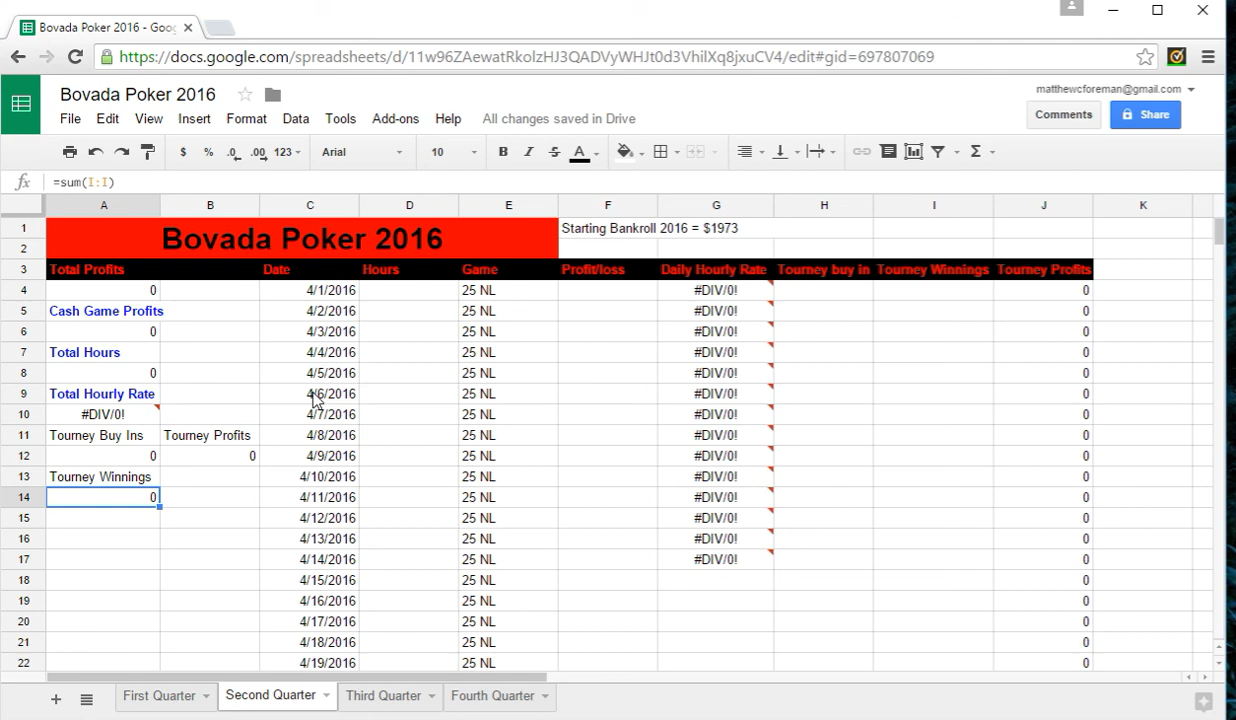 Bovada Poker 2016 - Goog
https://docs.google.com/spreadsheets/d/11w96ZAewatRkoIzHJ3QADVyWHJt0d3VhilXq8jxuCV4/edit#gid=697807069
Bovada Poker 2016
matthewcforeman@gmail.com
File Edit View Insert Format Data Tools Add-ons Help All changes saved in Drive
Comments Share
$ % .0 .00 123 Arial 10 B I S A Σ
fx =sum(I:I)
A B C D E F G H I J K
1 Bovada Poker 2016 Starting Bankroll 2016 = $1973
2
3 Total Profits Date Hours Game Profit/loss Daily Hourly Rate Tourney buy in Tourney Winnings Tourney Profits
4 0 4/1/2016 25 NL #DIV/0! 0
5 Cash Game Profits 4/2/2016 25 NL #DIV/0! 0
6 0 4/3/2016 25 NL #DIV/0! 0
7 Total Hours 4/4/2016 25 NL #DIV/0! 0
8 0 4/5/2016 25 NL #DIV/0! 0
9 Total Hourly Rate 4/6/2016 25 NL #DIV/0! 0
10 #DIV/0! 4/7/2016 25 NL #DIV/0! 0
11 Tourney Buy Ins Tourney Profits 4/8/2016 25 NL #DIV/0! 0
12 0 0 4/9/2016 25 NL #DIV/0! 0
13 Tourney Winnings 4/10/2016 25 NL #DIV/0! 0
14 0 4/11/2016 25 NL #DIV/0! 0
15 4/12/2016 25 NL #DIV/0! 0
16 4/13/2016 25 NL #DIV/0! 0
17 4/14/2016 25 NL #DIV/0! 0
18 4/15/2016 25 NL 0
19 4/16/2016 25 NL 0
20 4/17/2016 25 NL 0
21 4/18/2016 25 NL 0
22 4/19/2016 25 NL 0
First Quarter Second Quarter Third Quarter Fourth Quarter